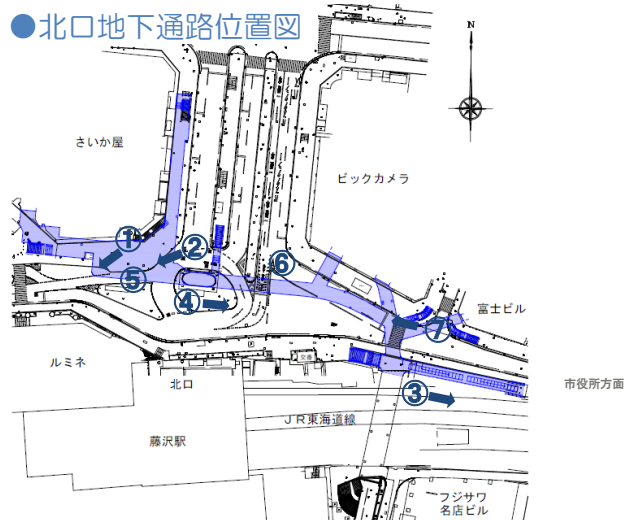 ●北口地下通路位置図
N
さいか屋
ビックカメラ
①
②
⑥
⑤
④
⑦
富士ビル
ルミネ
北口
交番
③
市役所方面
JR東海道線
藤沢駅
フジサワ
名店ビル